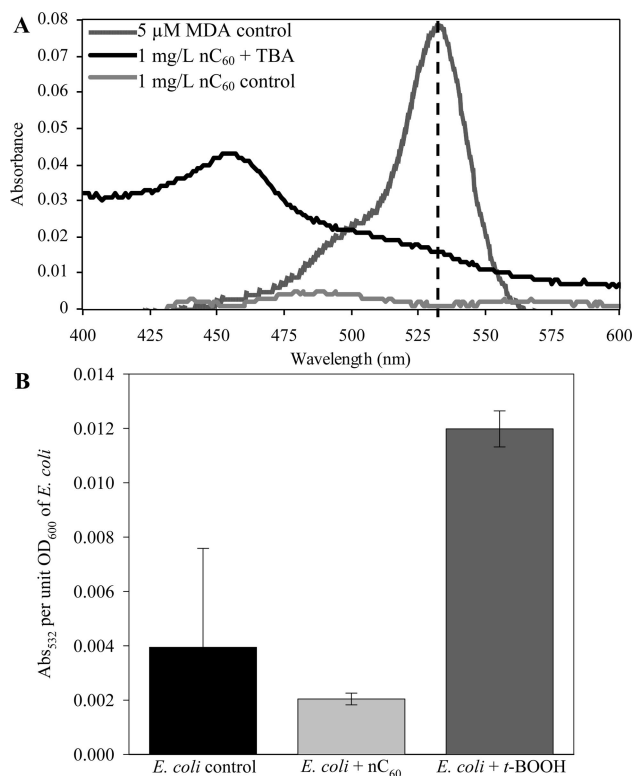 A
5 µM MDA control
1 mg/L nC60 + TBA
1 mg/L nC60 control
Absorbance
0.08
0.07
0.06
0.05
0.04
0.03
0.02
0.01
0
400 425 450 475 500 525 550 575 600
Wavelength (nm)
B
Abs532 per unit OD600 of E. coli
0.014
0.012
0.010
0.008
0.006
0.004
0.002
0.000
E. coli control E. coli + nC60 E. coli + t-BOOH